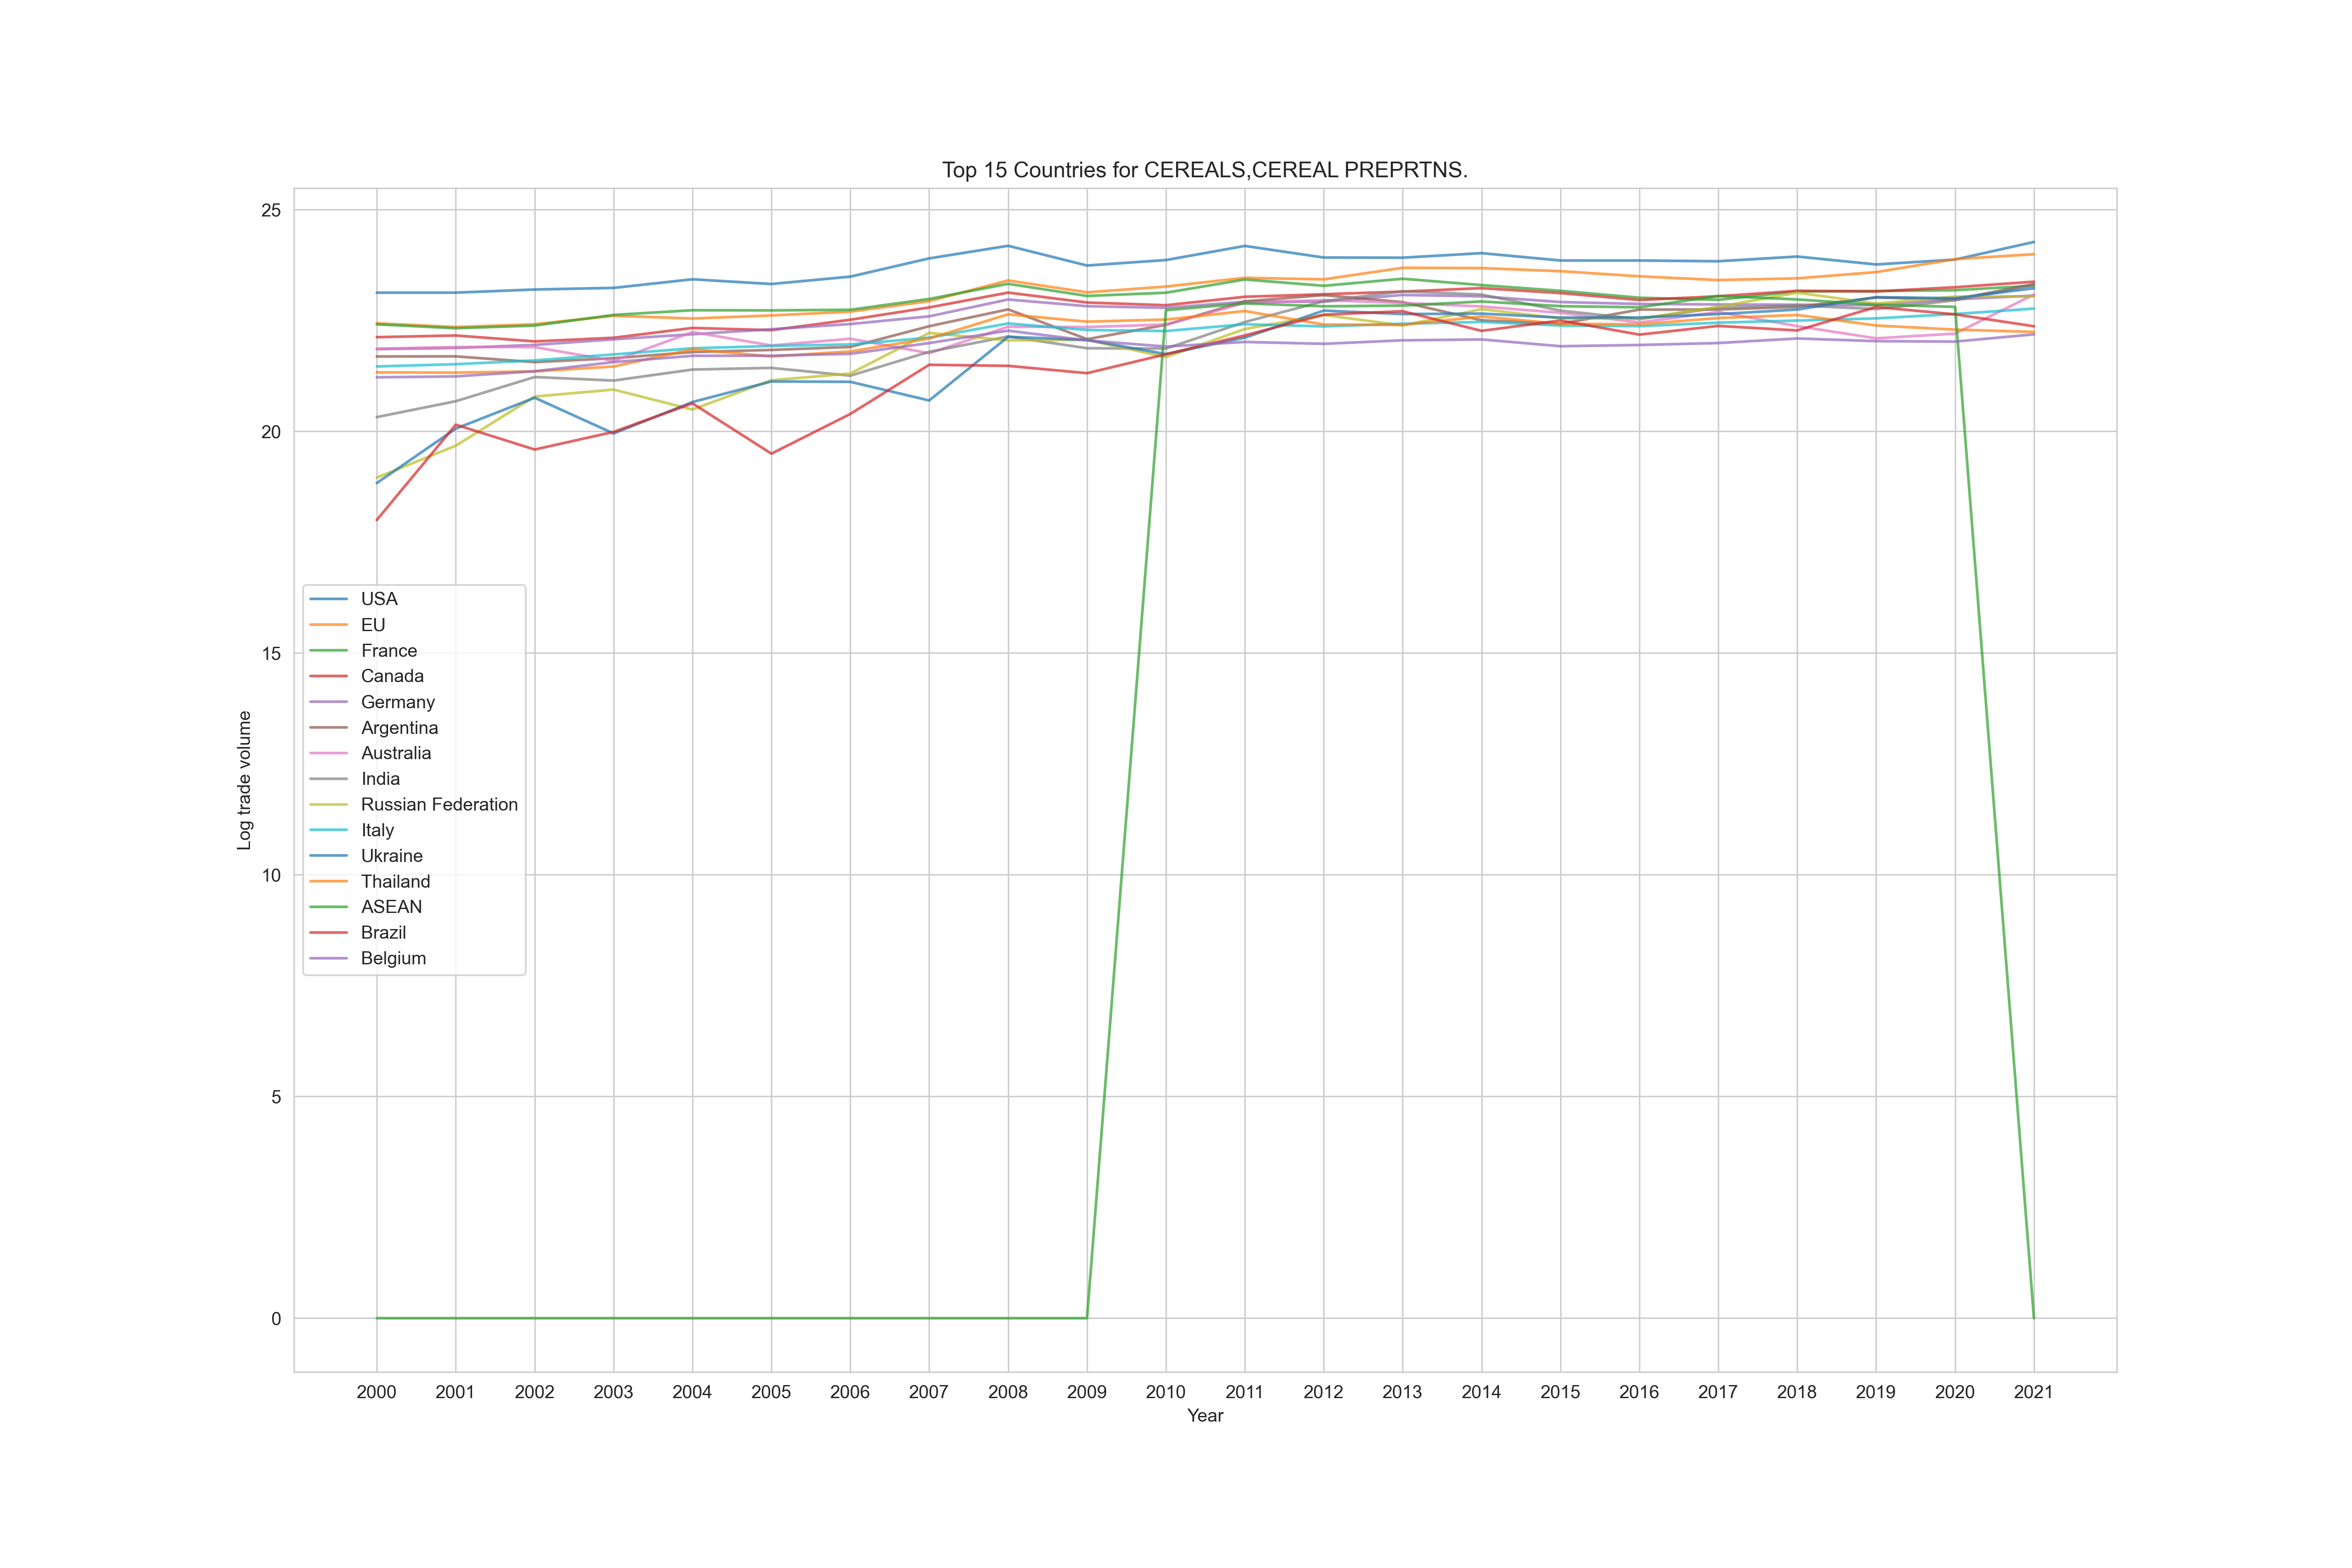 Top 15 Countries for CEREALS,CEREAL PREPRTNS.
25
20
15
10
5
0
Log trade volume
USA
EU
France
Canada
Germany
Argentina
Australia
India
Russian Federation
Italy
Ukraine
Thailand
ASEAN
Brazil
Belgium
2000 2001 2002 2003 2004 2005 2006 2007 2008 2009 2010 2011 2012 2013 2014 2015 2016 2017 2018 2019 2020 2021
Year